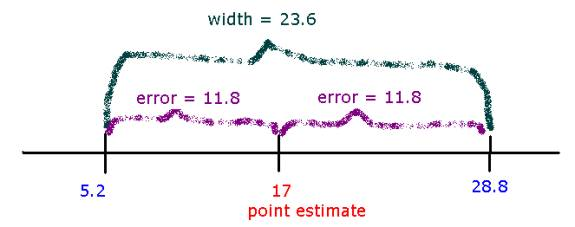 width = 23.6
error = 11.8
error = 11.8
5.2
17
28.8
point estimate